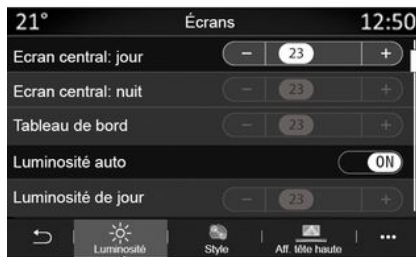 21° Écrans 12:50
Ecran central: jour - 23 +
Ecran central: nuit - 23 +
Tableau de bord - 23 +
Luminosité auto ON
Luminosité de jour - 23 +
Luminosité Style Aff. tête haute •••